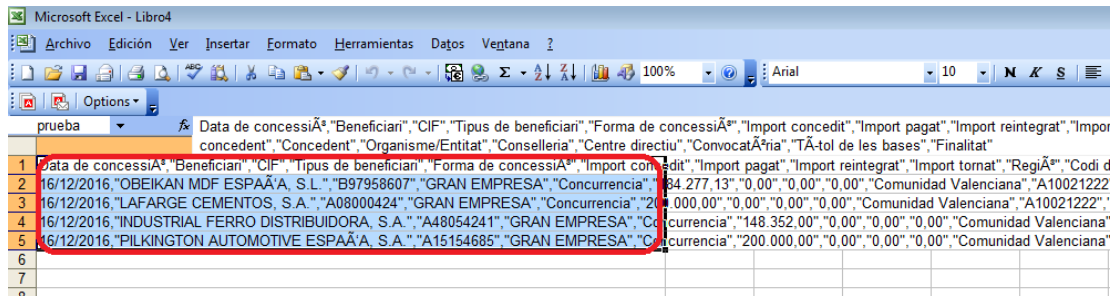 Microsoft Excel - Libro4
Archivo Edición Ver Insertar Formato Herramientas Datos Ventana ?
100% Arial 10 N K S
Options
prueba fx Data de concessiÃ³,"Beneficiari","CIF","Tipus de beneficiari","Forma de concessiÃ³","Import concedit","Import pagat","Import reintegrat","Impor
concedent","Concedent","Organisme/Entitat","Conselleria","Centre directiu","ConvocatÃ²ria","TÃ-tol de les bases","Finalitat"
1 Data de concessiÃ³,"Beneficiari","CIF","Tipus de beneficiari","Forma de concessiÃ³","Import concedit","Import pagat","Import reintegrat","Import tornat","RegiÃ³","Codi d
2 16/12/2016,"OBEIKAN MDF ESPAÃ'A, S.L.","B97958607","GRAN EMPRESA","Concurrencia","184.277,13","0,00","0,00","0,00","Comunidad Valenciana","A10021222
3 16/12/2016,"LAFARGE CEMENTOS, S.A.","A08000424","GRAN EMPRESA","Concurrencia","200.000,00","0,00","0,00","0,00","Comunidad Valenciana","A10021222",
4 16/12/2016,"INDUSTRIAL FERRO DISTRIBUIDORA, S.A.","A48054241","GRAN EMPRESA","Concurrencia","148.352,00","0,00","0,00","0,00","Comunidad Valenciana"
5 16/12/2016,"PILKINGTON AUTOMOTIVE ESPAÃ'A, S.A.","A15154685","GRAN EMPRESA","Concurrencia","200.000,00","0,00","0,00","0,00","Comunidad Valenciana"
6
7